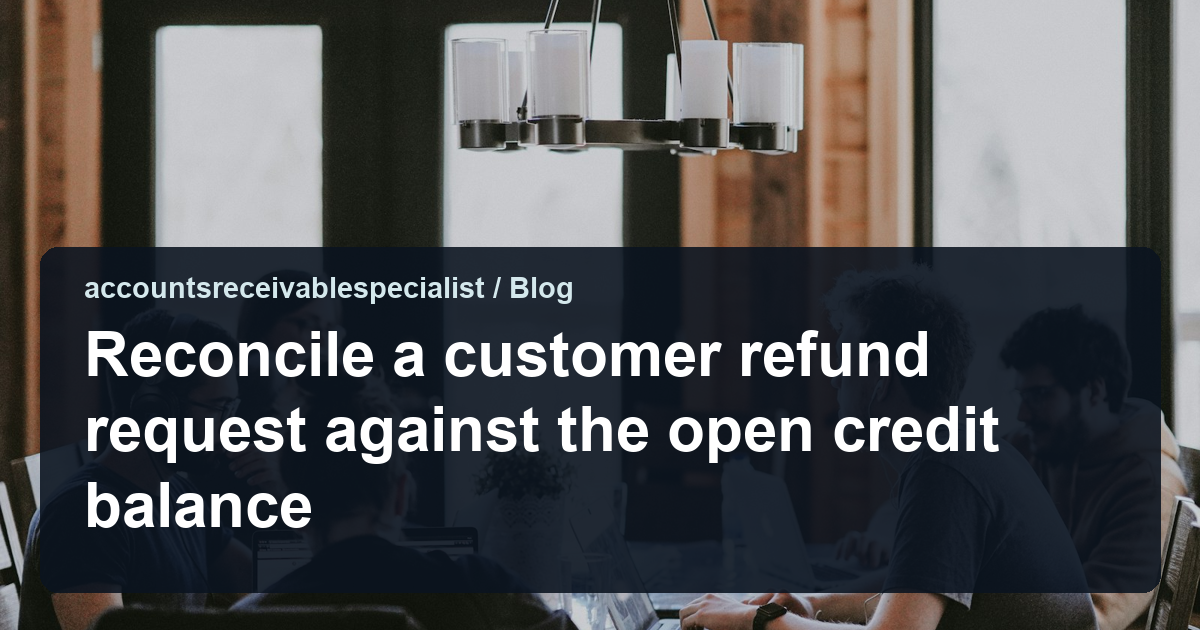 accountsreceivablespecialist / Blog
Reconcile a customer refund
request against the open credit
balance